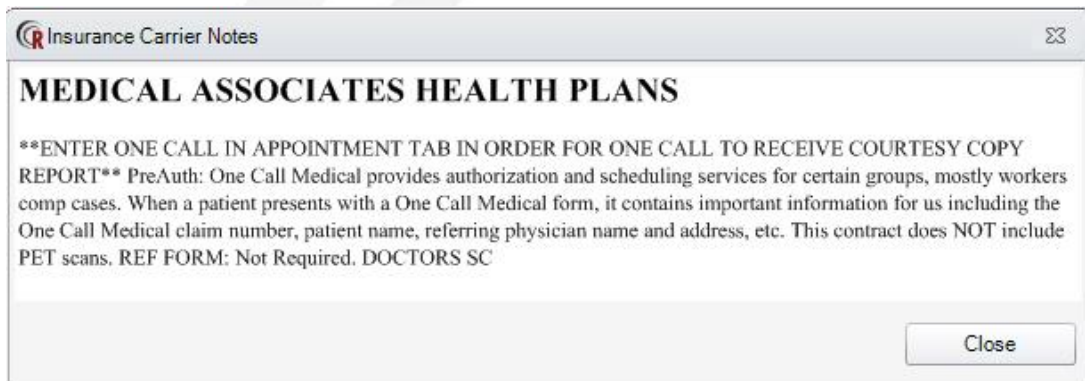 Insurance Carrier Notes
MEDICAL ASSOCIATES HEALTH PLANS
**ENTER ONE CALL IN APPOINTMENT TAB IN ORDER FOR ONE CALL TO RECEIVE COURTESY COPY
REPORT** PreAuth: One Call Medical provides authorization and scheduling services for certain groups, mostly workers
comp cases. When a patient presents with a One Call Medical form, it contains important information for us including the
One Call Medical claim number, patient name, referring physician name and address, etc. This contract does NOT include
PET scans. REF FORM: Not Required. DOCTORS SC
Close